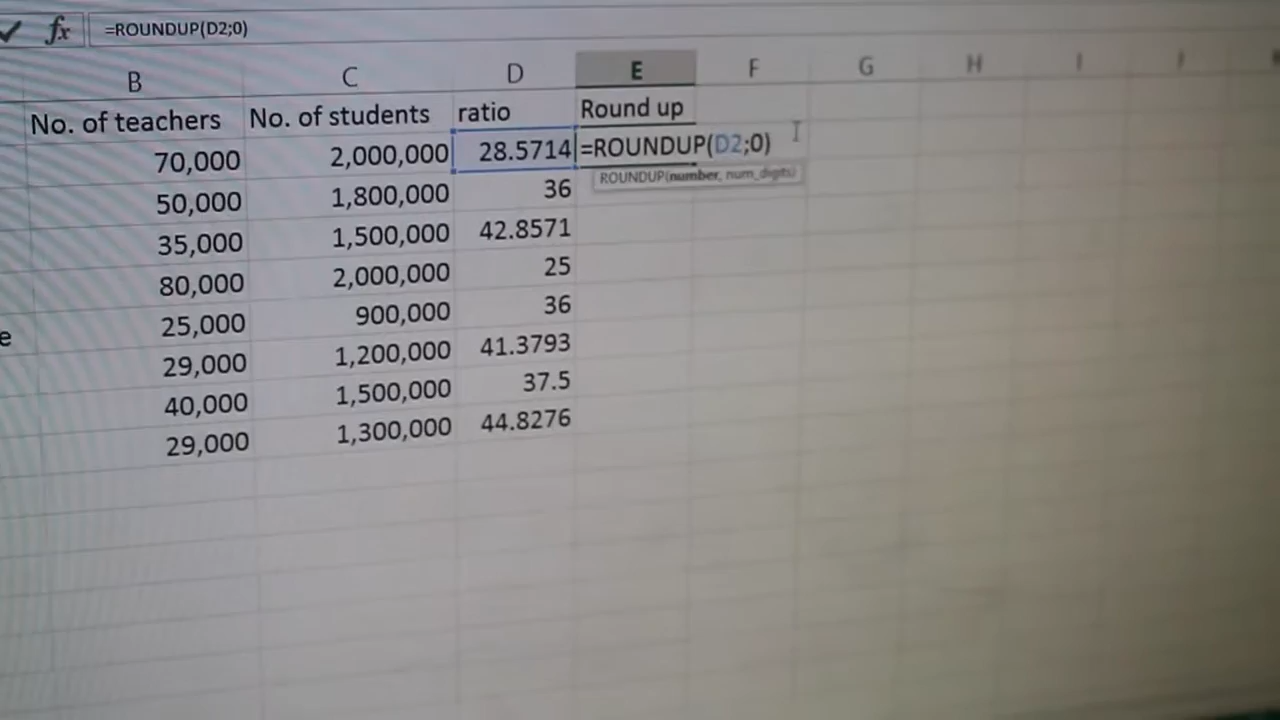 fx =ROUNDUP(D2;0)
B C D E F G H
No. of teachers No. of students ratio Round up
70,000 2,000,000 28.5714 =ROUNDUP(D2;0)
ROUNDUP(number, num_digits)
50,000 1,800,000 36
35,000 1,500,000 42.8571
80,000 2,000,000 25
e 25,000 900,000 36
29,000 1,200,000 41.3793
40,000 1,500,000 37.5
29,000 1,300,000 44.8276